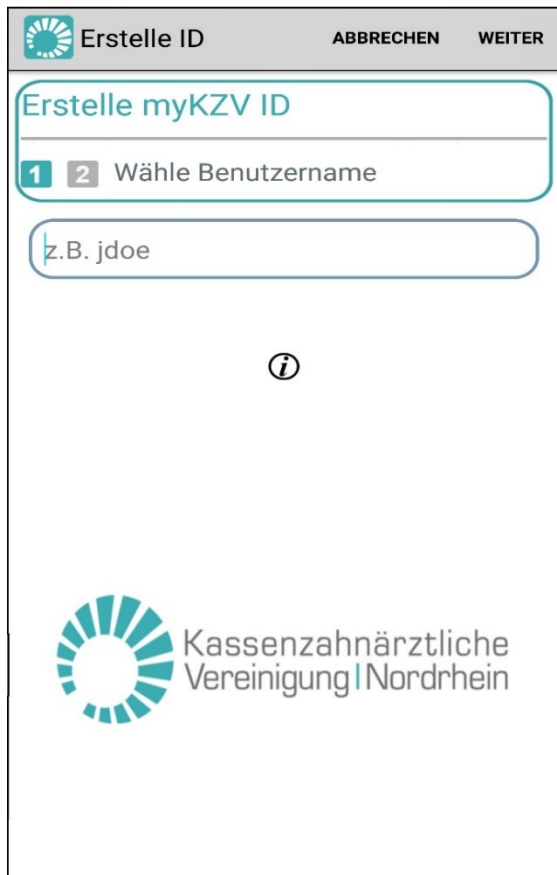 Erstelle ID ABBRECHEN WEITER
Erstelle myKZV ID
1 2 Wähle Benutzername
z.B. jdoe
i
Kassenzahnärztliche
Vereinigung | Nordrhein